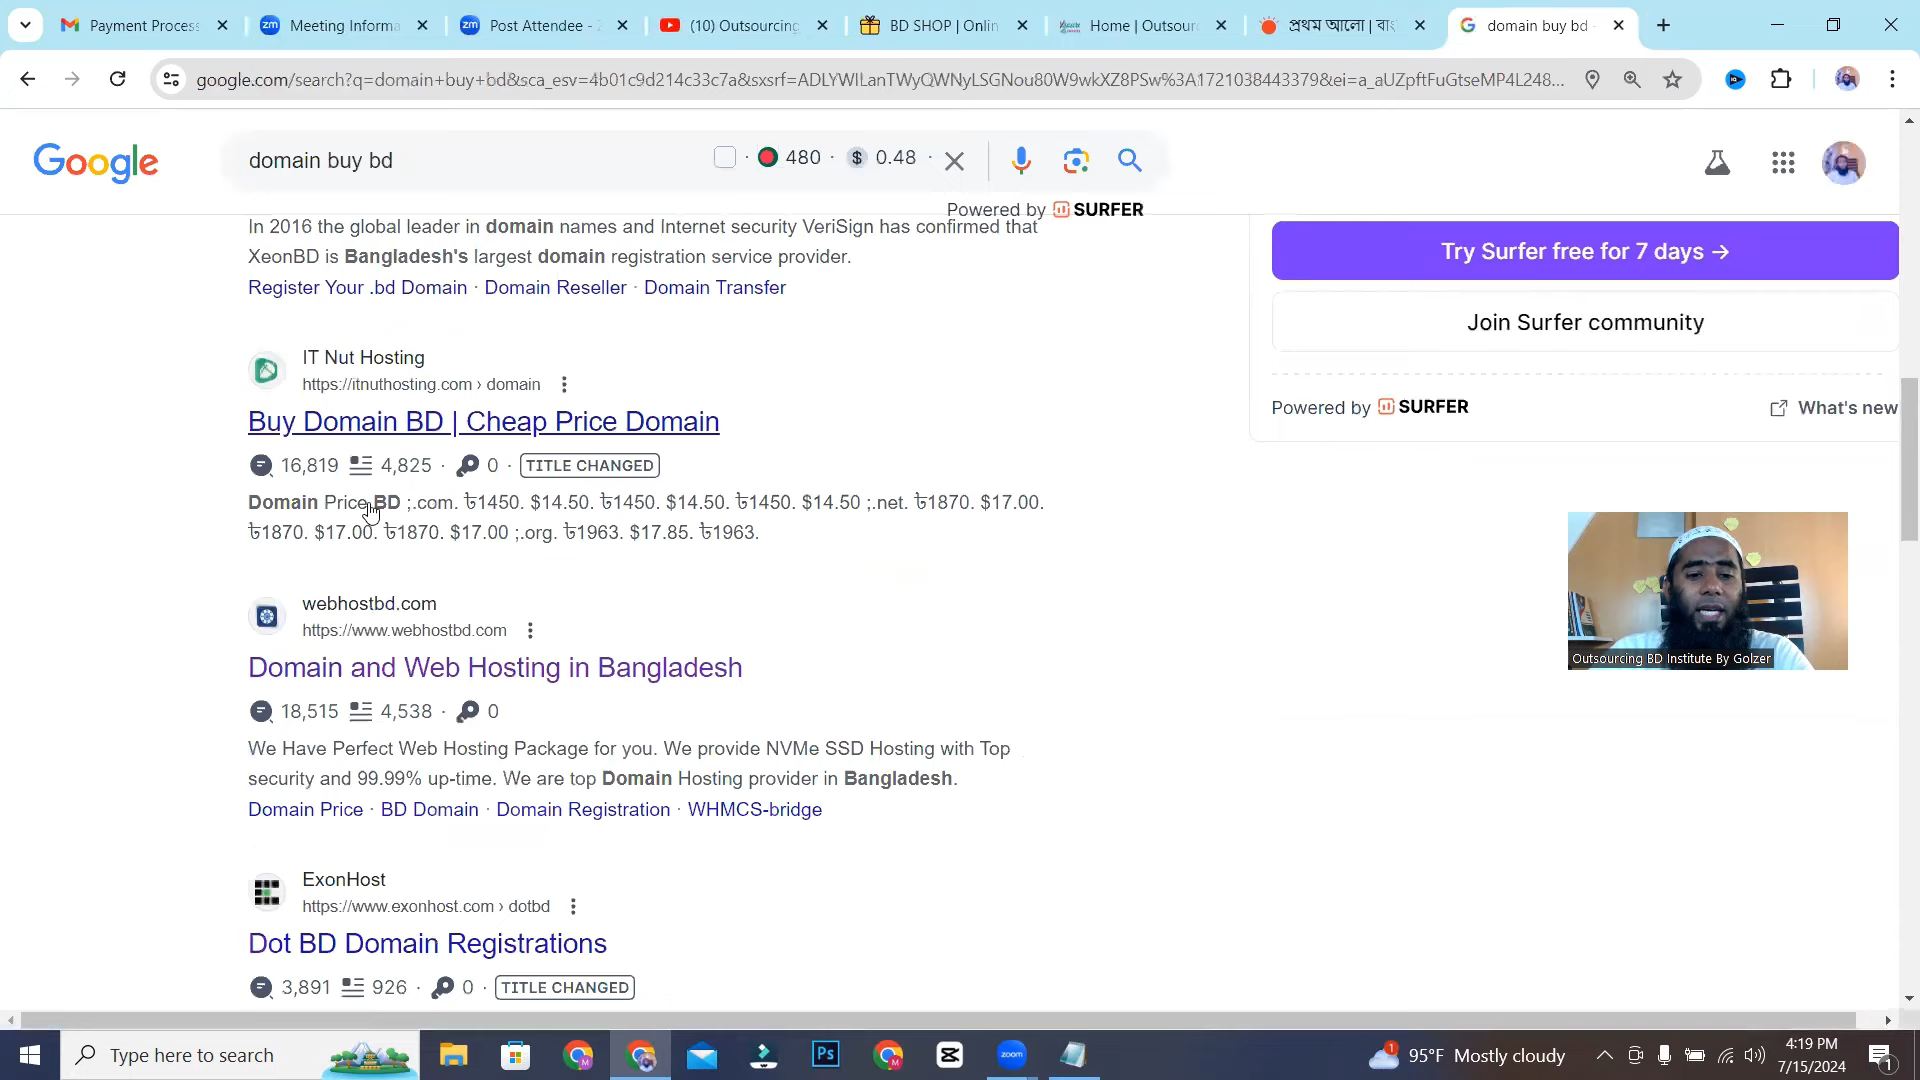 Payment Process
Meeting Informa
Post Attendee - Z
(10) Outsourcing
BD SHOP | Onlin
Home | Outsourc
প্রথম আলো | বাং
domain buy bd -
google.com/search?q=domain+buy+bd&sca_esv=4b01c9d214c33c7a&sxsrf=ADLYWILanTWyQWNyLSGNou80W9wkXZ8PSw%3A1721038443379&ei=a_aUZpftFuGtseMP4L248...
Google
domain buy bd
· 480 · $ 0.48 ·
Powered by SURFER
In 2016 the global leader in domain names and Internet security VeriSign has confirmed that
XeonBD is Bangladesh's largest domain registration service provider.
Register Your .bd Domain · Domain Reseller · Domain Transfer
IT Nut Hosting
https://itnuthosting.com › domain
Buy Domain BD | Cheap Price Domain
16,819 4,825 · 0 · TITLE CHANGED
Domain Price BD ;.com. ৳1450. $14.50. ৳1450. $14.50. ৳1450. $14.50 ;.net. ৳1870. $17.00.
৳1870. $17.00. ৳1870. $17.00 ;.org. ৳1963. $17.85. ৳1963.
webhostbd.com
https://www.webhostbd.com
Domain and Web Hosting in Bangladesh
18,515 4,538 · 0
We Have Perfect Web Hosting Package for you. We provide NVMe SSD Hosting with Top
security and 99.99% up-time. We are top Domain Hosting provider in Bangladesh.
Domain Price · BD Domain · Domain Registration · WHMCS-bridge
ExonHost
https://www.exonhost.com › dotbd
Dot BD Domain Registrations
3,891 926 · 0 · TITLE CHANGED
Try Surfer free for 7 days →
Join Surfer community
Powered by SURFER
What's new
Outsourcing BD Institute By Golzer
Type here to search
Ps
zoom
1
95°F Mostly cloudy
4:19 PM
7/15/2024
1